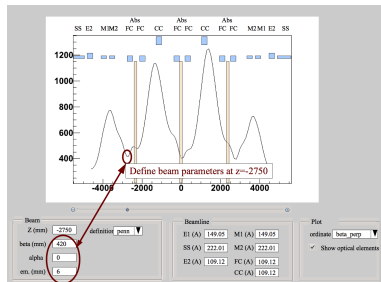 Abs Abs Abs
SS E2 M1M2 FC FC CC FC FC CC FC FC M2M1 E2 SS
1200
1000
800
600
400
Define beam parameters at z=-2750
-4000 -2000 0 2000 4000
Beam
Z (mm) -2750 definition penn
beta (mm) 420
alpha 0
em. (mm) 6
Beamline
E1 (A) 149.05 M1 (A) 149.05
SS (A) 222.01 M2 (A) 222.01
E2 (A) 109.12 FC (A) 109.12
CC (A) 109.12
Plot
ordinate beta_perp
Show optical elements